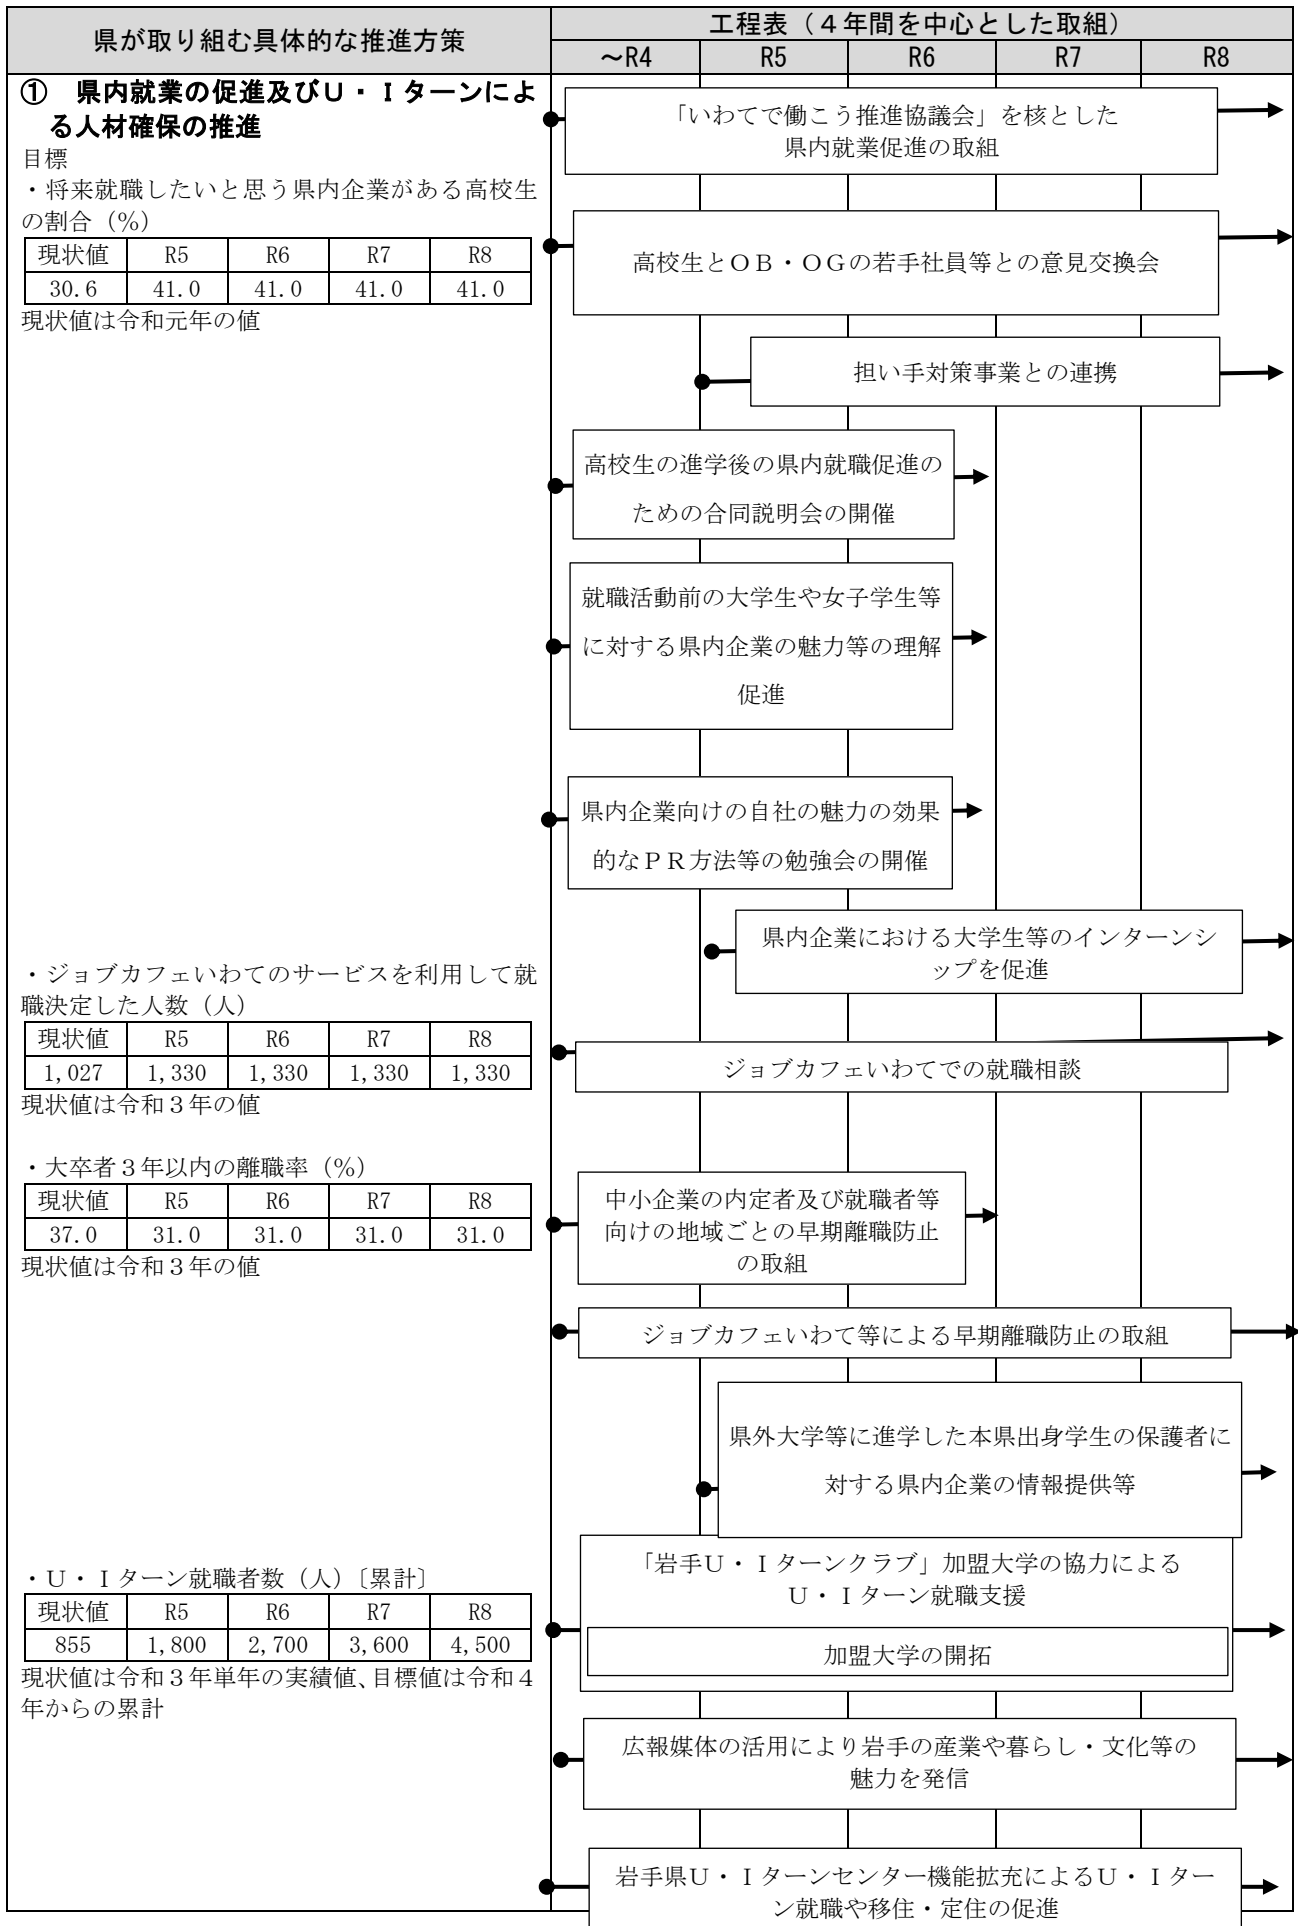 県が取り組む具体的な推進方策
工程表（４年間を中心とした取組）
～R4 R5 R6 R7 R8
①　県内就業の促進及びＵ・Ｉターンによ
る人材確保の推進
目標
・将来就職したいと思う県内企業がある高校生
の割合（%）
現状値 R5 R6 R7 R8
30.6 41.0 41.0 41.0 41.0
現状値は令和元年の値
・ジョブカフェいわてのサービスを利用して就
職決定した人数（人）
現状値 R5 R6 R7 R8
1,027 1,330 1,330 1,330 1,330
現状値は令和３年の値
・大卒者３年以内の離職率（%）
現状値 R5 R6 R7 R8
37.0 31.0 31.0 31.0 31.0
現状値は令和３年の値
・Ｕ・Ｉターン就職者数（人）〔累計〕
現状値 R5 R6 R7 R8
855 1,800 2,700 3,600 4,500
現状値は令和３年単年の実績値、目標値は令和４
年からの累計
「いわてで働こう推進協議会」を核とした
県内就業促進の取組
高校生とＯＢ・ＯＧの若手社員等との意見交換会
担い手対策事業との連携
高校生の進学後の県内就職促進の
ための合同説明会の開催
就職活動前の大学生や女子学生等
に対する県内企業の魅力等の理解
促進
県内企業向けの自社の魅力の効果
的なＰＲ方法等の勉強会の開催
県内企業における大学生等のインターンシ
ップを促進
ジョブカフェいわてでの就職相談
中小企業の内定者及び就職者等
向けの地域ごとの早期離職防止
の取組
ジョブカフェいわて等による早期離職防止の取組
県外大学等に進学した本県出身学生の保護者に
対する県内企業の情報提供等
「岩手Ｕ・Ｉターンクラブ」加盟大学の協力による
Ｕ・Ｉターン就職支援
加盟大学の開拓
広報媒体の活用により岩手の産業や暮らし・文化等の
魅力を発信
岩手県Ｕ・Ｉターンセンター機能拡充によるＵ・Ｉター
ン就職や移住・定住の促進